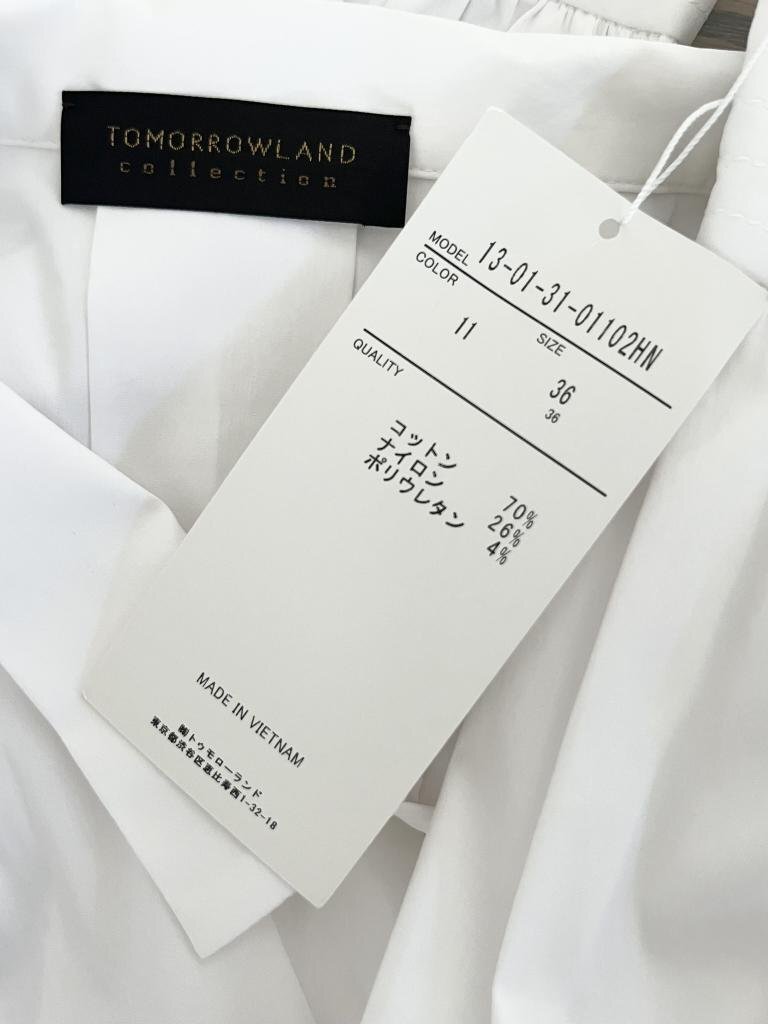 TOMORROWLAND
collection
MODEL 13-01-31-01102HN
COLOR
11
SIZE
36
36
QUALITY
コットン 70%
ナイロン 26%
ポリウレタン 4%
MADE IN VIETNAM
㈱トゥモローランド
東京都渋谷区恵比寿西1-32-18